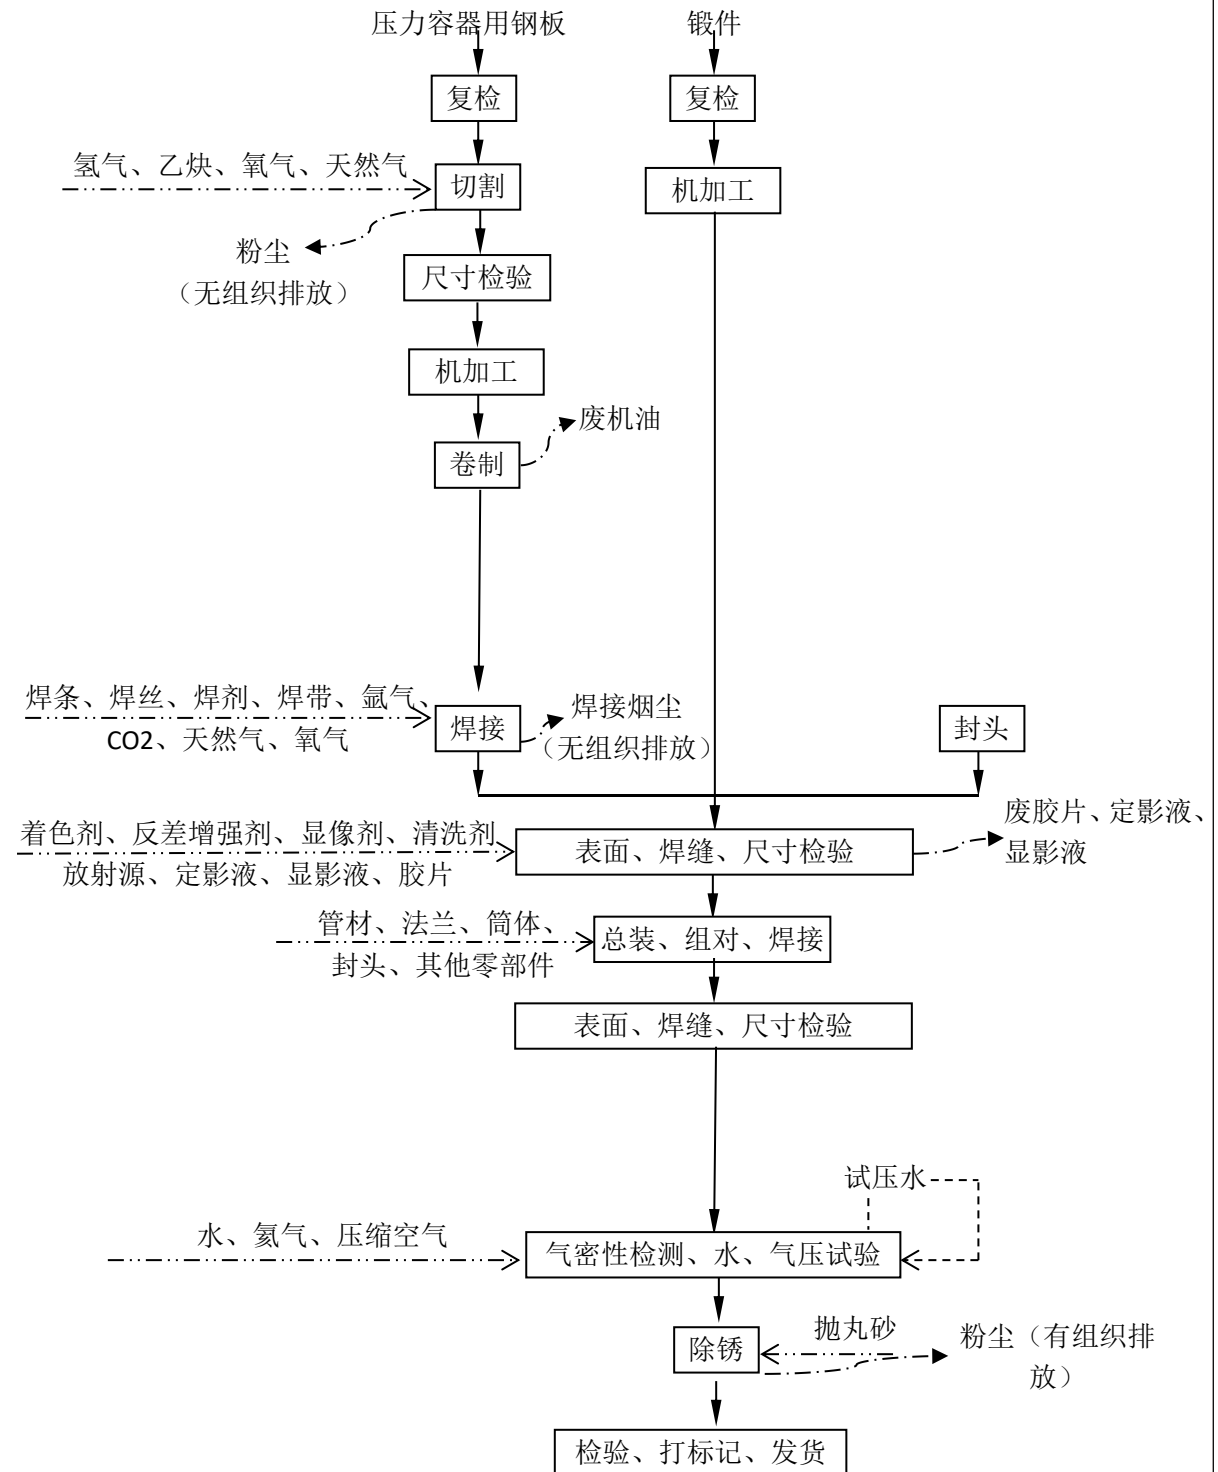 压力容器用钢板
锻件
复检
复检
氢气、乙炔、氧气、天然气
切割
机加工
粉尘
（无组织排放）
尺寸检验
机加工
废机油
卷制
焊条、焊丝、焊剂、焊带、氩气、
CO2、天然气、氧气
焊接
焊接烟尘
（无组织排放）
封头
着色剂、反差增强剂、显像剂、清洗剂
放射源、定影液、显影液、胶片
表面、焊缝、尺寸检验
废胶片、定影液、
显影液
管材、法兰、筒体、
封头、其他零部件
总装、组对、焊接
表面、焊缝、尺寸检验
试压水
水、氦气、压缩空气
气密性检测、水、气压试验
除锈
抛丸砂
粉尘（有组织排
放）
检验、打标记、发货